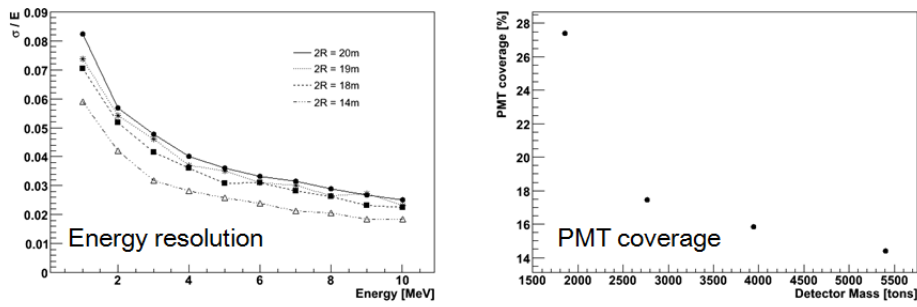 σ / E
0.09
0.08
0.07
0.06
0.05
0.04
0.03
0.02
0.01
0
2R = 20m
2R = 19m
2R = 18m
2R = 14m
Energy resolution
2
4
6
8
10
Energy [MeV]
PMT coverage [%]
28
26
24
22
20
18
16
14
PMT coverage
1500 2000 2500 3000 3500 4000 4500 5000 5500
Detector Mass [tons]